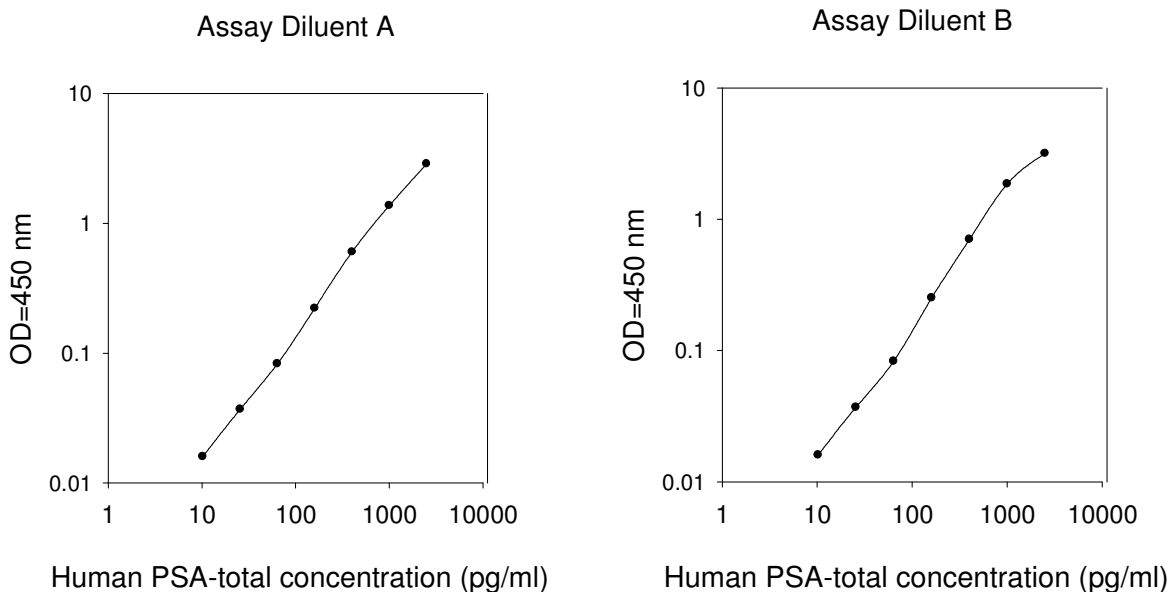 Assay Diluent A
10
1
0.1
0.01
OD=450 nm
1 10 100 1000 10000
Human PSA-total concentration (pg/ml)
Assay Diluent B
10
1
0.1
0.01
OD=450 nm
1 10 100 1000 10000
Human PSA-total concentration (pg/ml)